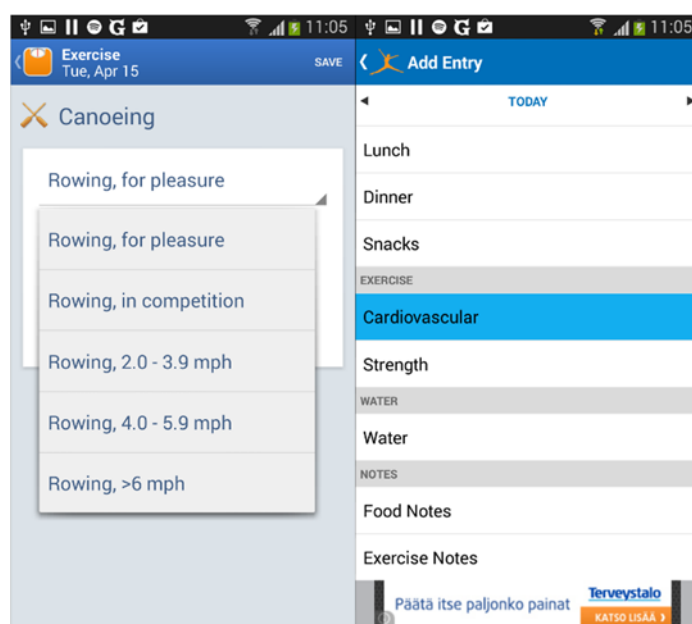 11:05
Exercise
Tue, Apr 15
SAVE
Canoeing
Rowing, for pleasure
Rowing, for pleasure
Rowing, in competition
Rowing, 2.0 - 3.9 mph
Rowing, 4.0 - 5.9 mph
Rowing, >6 mph
11:05
Add Entry
TODAY
Lunch
Dinner
Snacks
EXERCISE
Cardiovascular
Strength
WATER
Water
NOTES
Food Notes
Exercise Notes
Päätä itse paljonko painat
Terveystalo
KATSO LISÄÄ